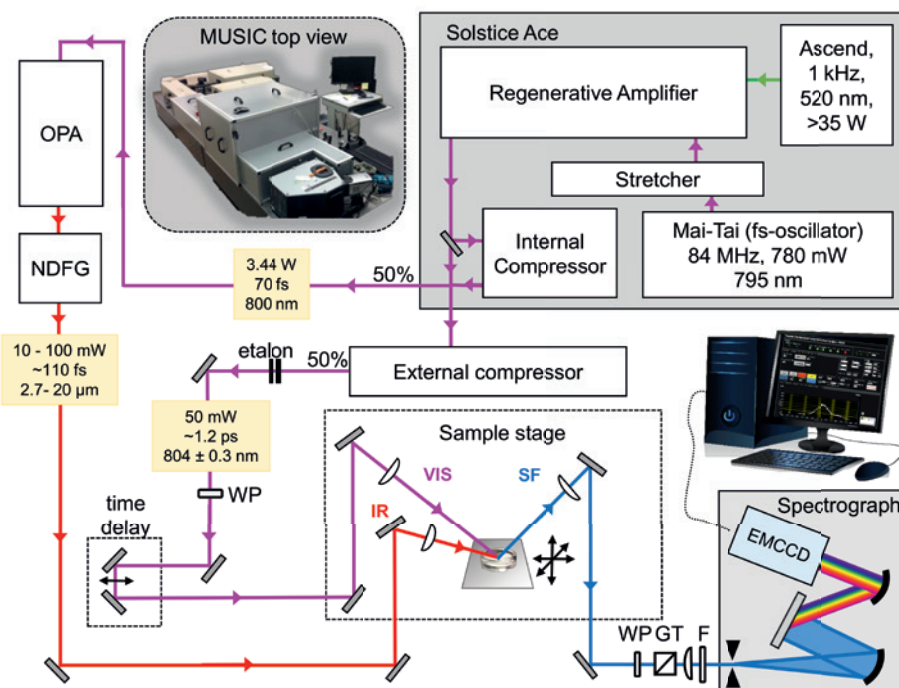 MUSIC top view
Solstice Ace
Regenerative Amplifier
Ascend,
1 kHz,
520 nm,
>35 W
OPA
Stretcher
Mai-Tai (fs-oscillator)
84 MHz, 780 mW
795 nm
Internal
Compressor
NDFG
3.44 W
70 fs
800 nm
50%
10 - 100 mW
~110 fs
2.7- 20 µm
etalon
50%
External compressor
50 mW
~1.2 ps
804 ± 0.3 nm
WP
time
delay
Sample stage
VIS
SF
IR
Spectrograph
EMCCD
WP GT F